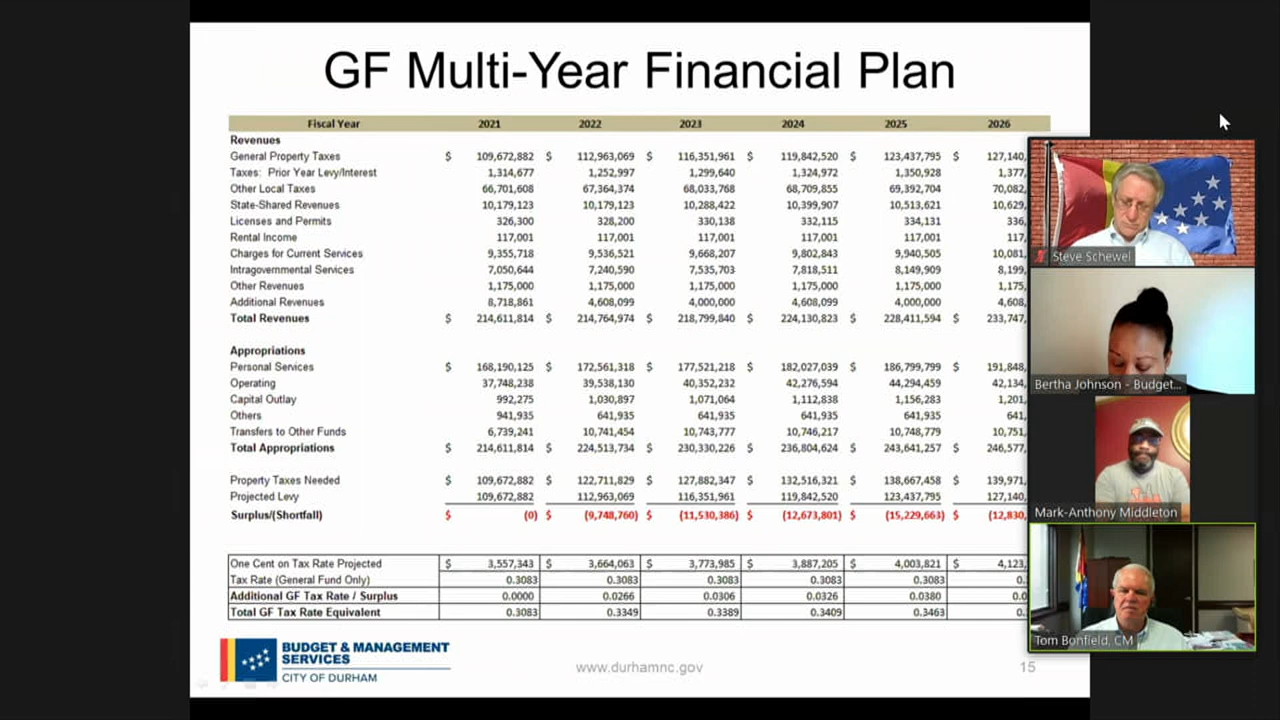 GF Multi-Year Financial Plan
Fiscal Year 2021 2022 2023 2024 2025 2026
Revenues
General Property Taxes $ 109,672,882 $ 112,963,069 $ 116,351,961 $ 119,842,520 $ 123,437,795 $ 127,140,
Taxes: Prior Year Levy/Interest 1,314,677 1,252,997 1,299,640 1,324,972 1,350,928 1,377,
Other Local Taxes 66,701,608 67,364,374 68,033,768 68,709,855 69,392,704 70,082,
State-Shared Revenues 10,179,123 10,179,123 10,288,422 10,399,907 10,513,621 10,629,
Licenses and Permits 326,300 328,200 330,138 332,115 334,131 336,
Rental Income 117,001 117,001 117,001 117,001 117,001 117,
Charges for Current Services 9,355,718 9,536,521 9,668,207 9,802,843 9,940,505 10,081,
Intragovernmental Services 7,050,644 7,240,590 7,535,703 7,818,511 8,149,909 8,199,
Other Revenues 1,175,000 1,175,000 1,175,000 1,175,000 1,175,000 1,175,
Additional Revenues 8,718,861 4,608,099 4,000,000 4,608,099 4,000,000 4,608,
Total Revenues $ 214,611,814 $ 214,764,974 $ 218,799,840 $ 224,130,823 $ 228,411,594 $ 233,747,
Appropriations
Personal Services $ 168,190,125 $ 172,561,318 $ 177,521,218 $ 182,027,039 $ 186,799,799 $ 191,848,
Operating 37,748,238 39,538,130 40,352,232 42,276,594 44,294,459 42,134,
Capital Outlay 992,275 1,030,897 1,071,064 1,112,838 1,156,283 1,201,
Others 941,935 641,935 641,935 641,935 641,935 641,
Transfers to Other Funds 6,739,241 10,741,454 10,743,777 10,746,217 10,748,779 10,751,
Total Appropriations $ 214,611,814 $ 224,513,734 $ 230,330,226 $ 236,804,624 $ 243,641,257 $ 246,577,
Property Taxes Needed $ 109,672,882 $ 122,711,829 $ 127,882,347 $ 132,516,321 $ 138,667,458 $ 139,971,
Projected Levy 109,672,882 112,963,069 116,351,961 119,842,520 123,437,795 127,140,
Surplus/(Shortfall) $ (0) $ (9,748,760) $ (11,530,386) $ (12,673,801) $ (15,229,663) $ (12,830,
One Cent on Tax Rate Projected $ 3,557,343 $ 3,664,063 $ 3,773,985 $ 3,887,205 $ 4,003,821 $ 4,123,
Tax Rate (General Fund Only) 0.3083 0.3083 0.3083 0.3083 0.3083 0.
Additional GF Tax Rate / Surplus 0.0000 0.0266 0.0306 0.0326 0.0380 0.0
Total GF Tax Rate Equivalent 0.3083 0.3349 0.3389 0.3409 0.3463 0.
BUDGET & MANAGEMENT
SERVICES
CITY OF DURHAM
www.durhamnc.gov
15
Steve Schewel
Bertha Johnson - Budget...
Mark-Anthony Middleton
Tom Bonfield, CM